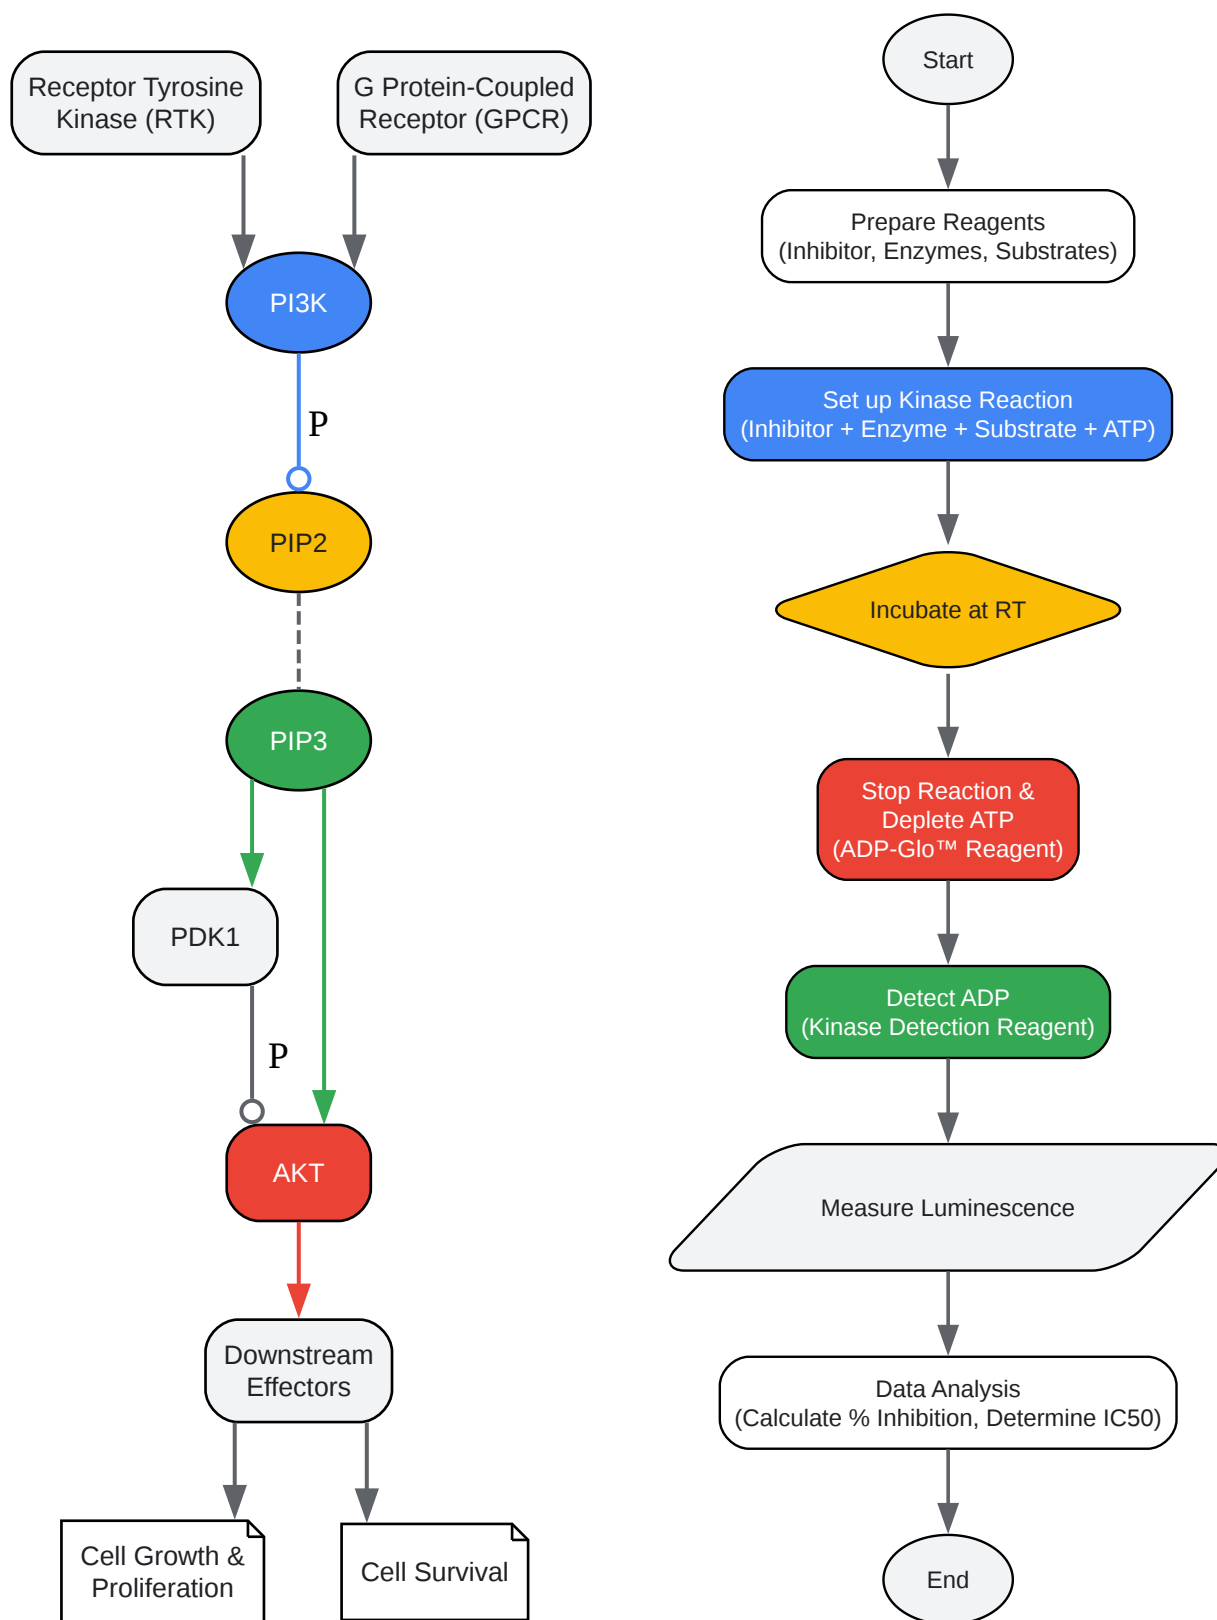 Receptor Tyrosine
Kinase (RTK)
G Protein-Coupled
Receptor (GPCR)
PI3K
P
PIP2
PIP3
PDK1
P
AKT
Downstream
Effectors
Cell Growth &
Proliferation
Cell Survival
Start
Prepare Reagents
(Inhibitor, Enzymes, Substrates)
Set up Kinase Reaction
(Inhibitor + Enzyme + Substrate + ATP)
Incubate at RT
Stop Reaction &
Deplete ATP
(ADP-Glo™ Reagent)
Detect ADP
(Kinase Detection Reagent)
Measure Luminescence
Data Analysis
(Calculate % Inhibition, Determine IC50)
End